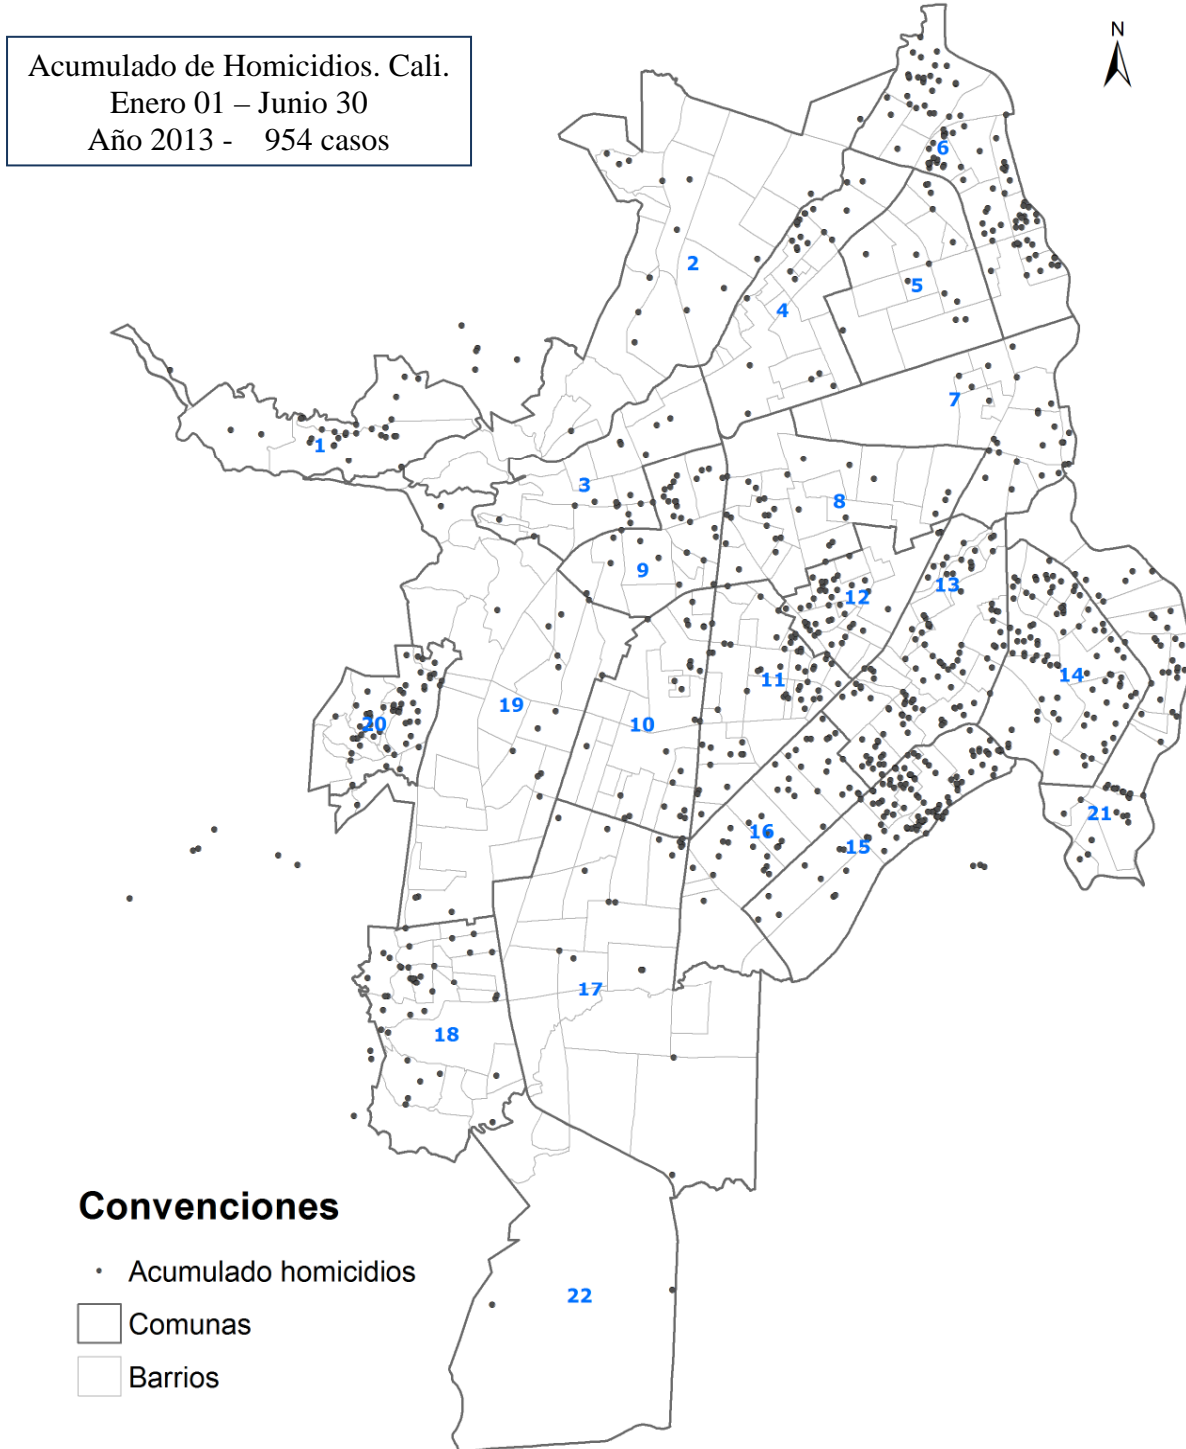 Acumulado de Homicidios. Cali.
Enero 01 – Junio 30
Año 2013 - 954 casos
N
6
2
5
4
7
1
3
8
9
12
13
14
11
20
19
10
21
16
15
17
18
22
Convenciones
Acumulado homicidios
Comunas
Barrios